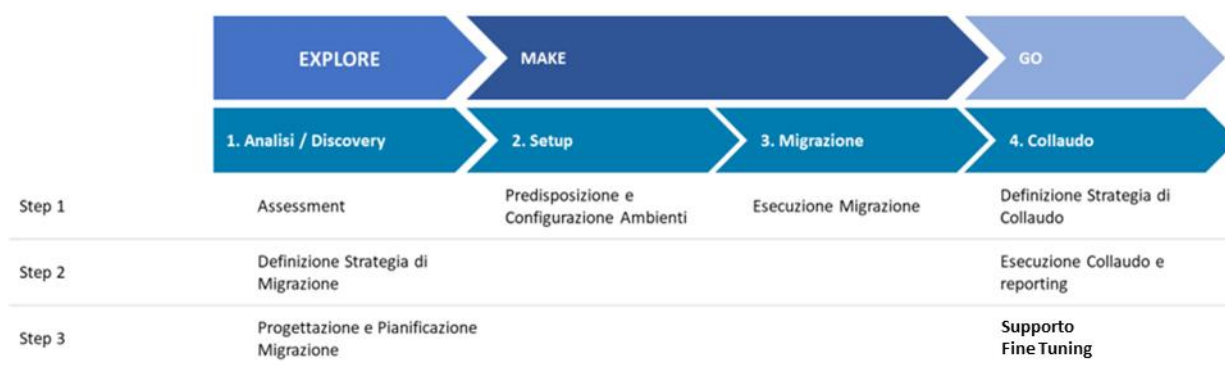 EXPLORE MAKE GO
1. Analisi / Discovery 2. Setup 3. Migrazione 4. Collaudo
Step 1
Assessment
Predisposizione e
Configurazione Ambienti
Esecuzione Migrazione
Definizione Strategia di
Collaudo
Step 2
Definizione Strategia di
Migrazione
Esecuzione Collaudo e
reporting
Step 3
Progettazione e Pianificazione
Migrazione
Supporto
Fine Tuning